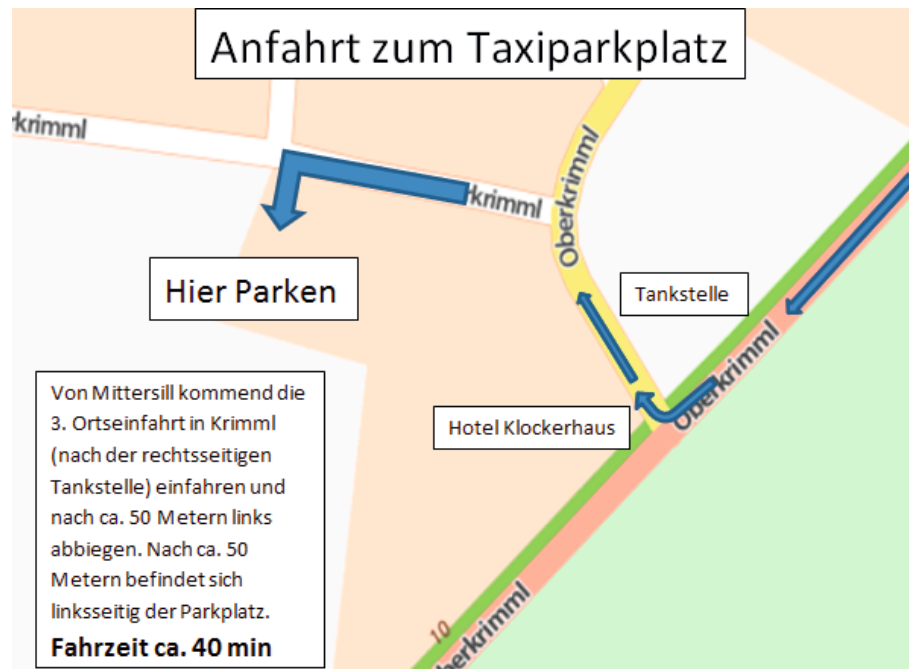 Anfahrt zum Taxiparkplatz
rkrimml
rkrimml
Oberkrimml
Hier Parken
Tankstelle
Oberkrimml
Hotel Klockerhaus
Von Mittersill kommend die
3. Ortseinfahrt in Krimml
(nach der rechtsseitigen
Tankstelle) einfahren und
nach ca. 50 Metern links
abbiegen. Nach ca. 50
Metern befindet sich
linksseitig der Parkplatz.
Fahrzeit ca. 40 min
10
berkrimml